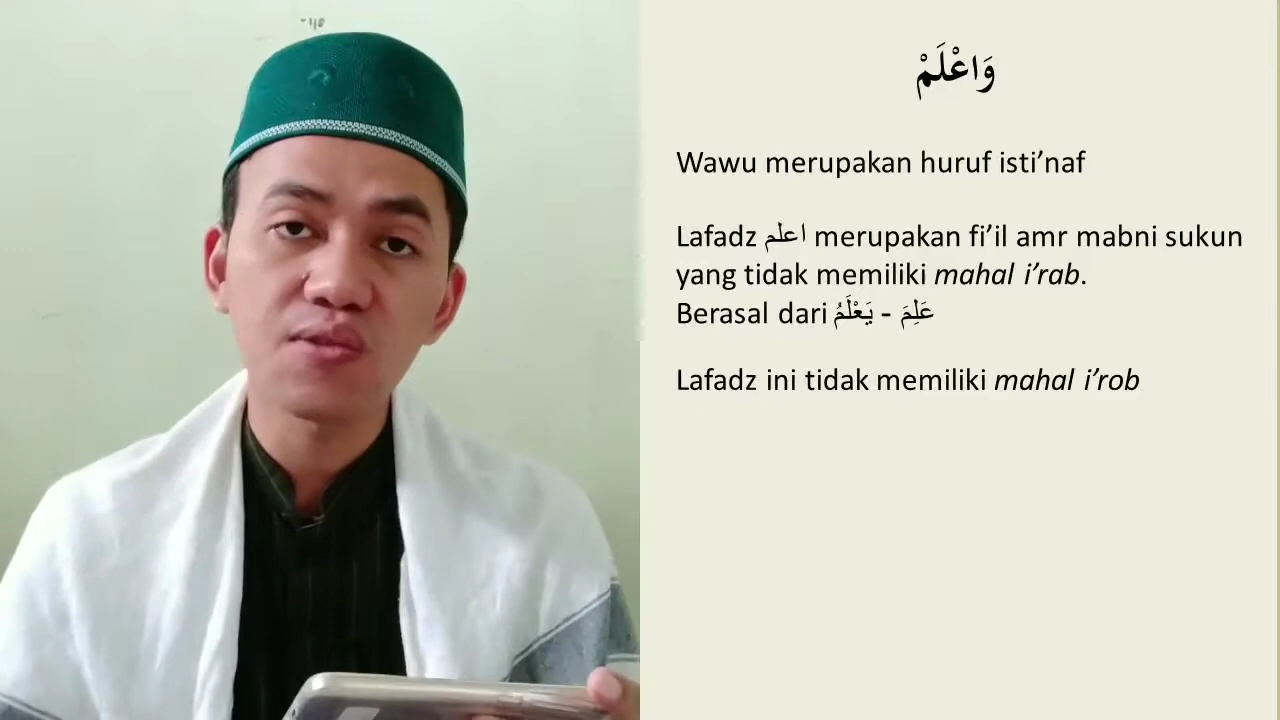 وَاعْلَمْ
Wawu merupakan huruf isti’naf
Lafadz اعلم merupakan fi’il amr mabni sukun
yang tidak memiliki mahal i’rab.
Berasal dari عَلِمَ - يَعْلَمُ
Lafadz ini tidak memiliki mahal i’rob